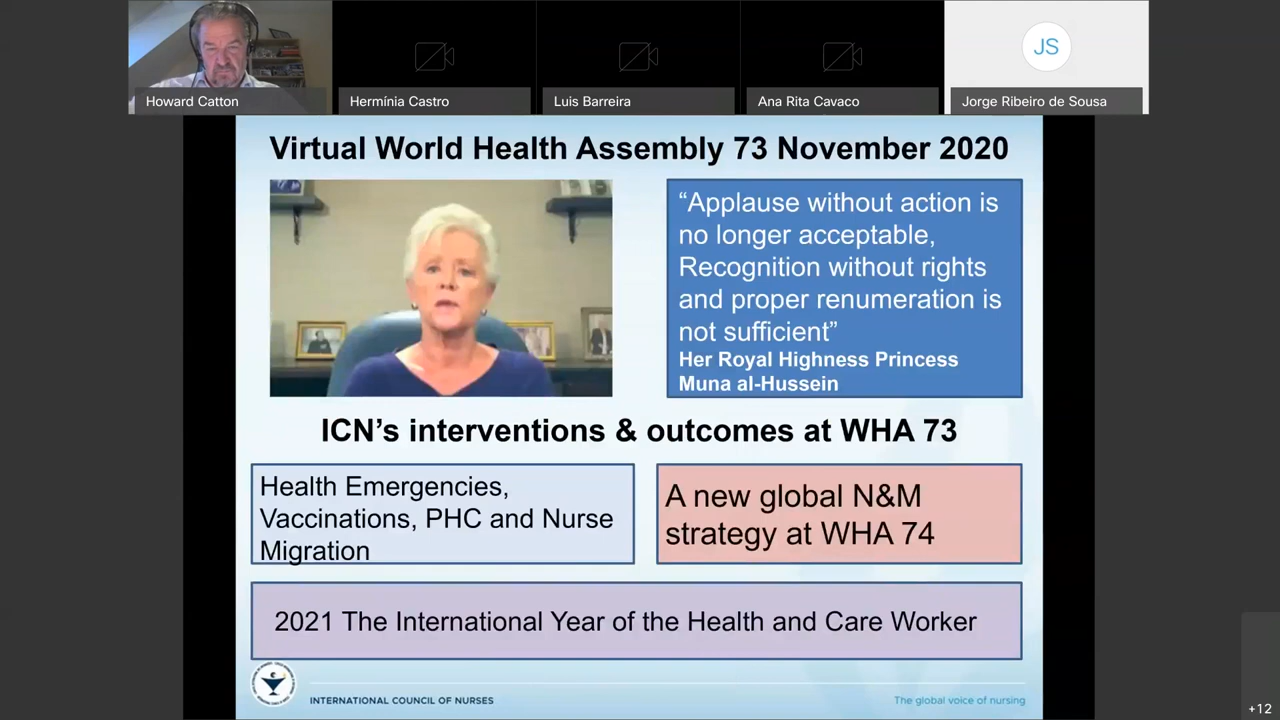 Howard Catton
Hermínia Castro
Luis Barreira
Ana Rita Cavaco
JS
Jorge Ribeiro de Sousa
Virtual World Health Assembly 73 November 2020
“Applause without action is
no longer acceptable,
Recognition without rights
and proper renumeration is
not sufficient”
Her Royal Highness Princess
Muna al-Hussein
ICN’s interventions & outcomes at WHA 73
Health Emergencies,
Vaccinations, PHC and Nurse
Migration
A new global N&M
strategy at WHA 74
2021 The International Year of the Health and Care Worker
INTERNATIONAL COUNCIL OF NURSES
The global voice of nursing
+12